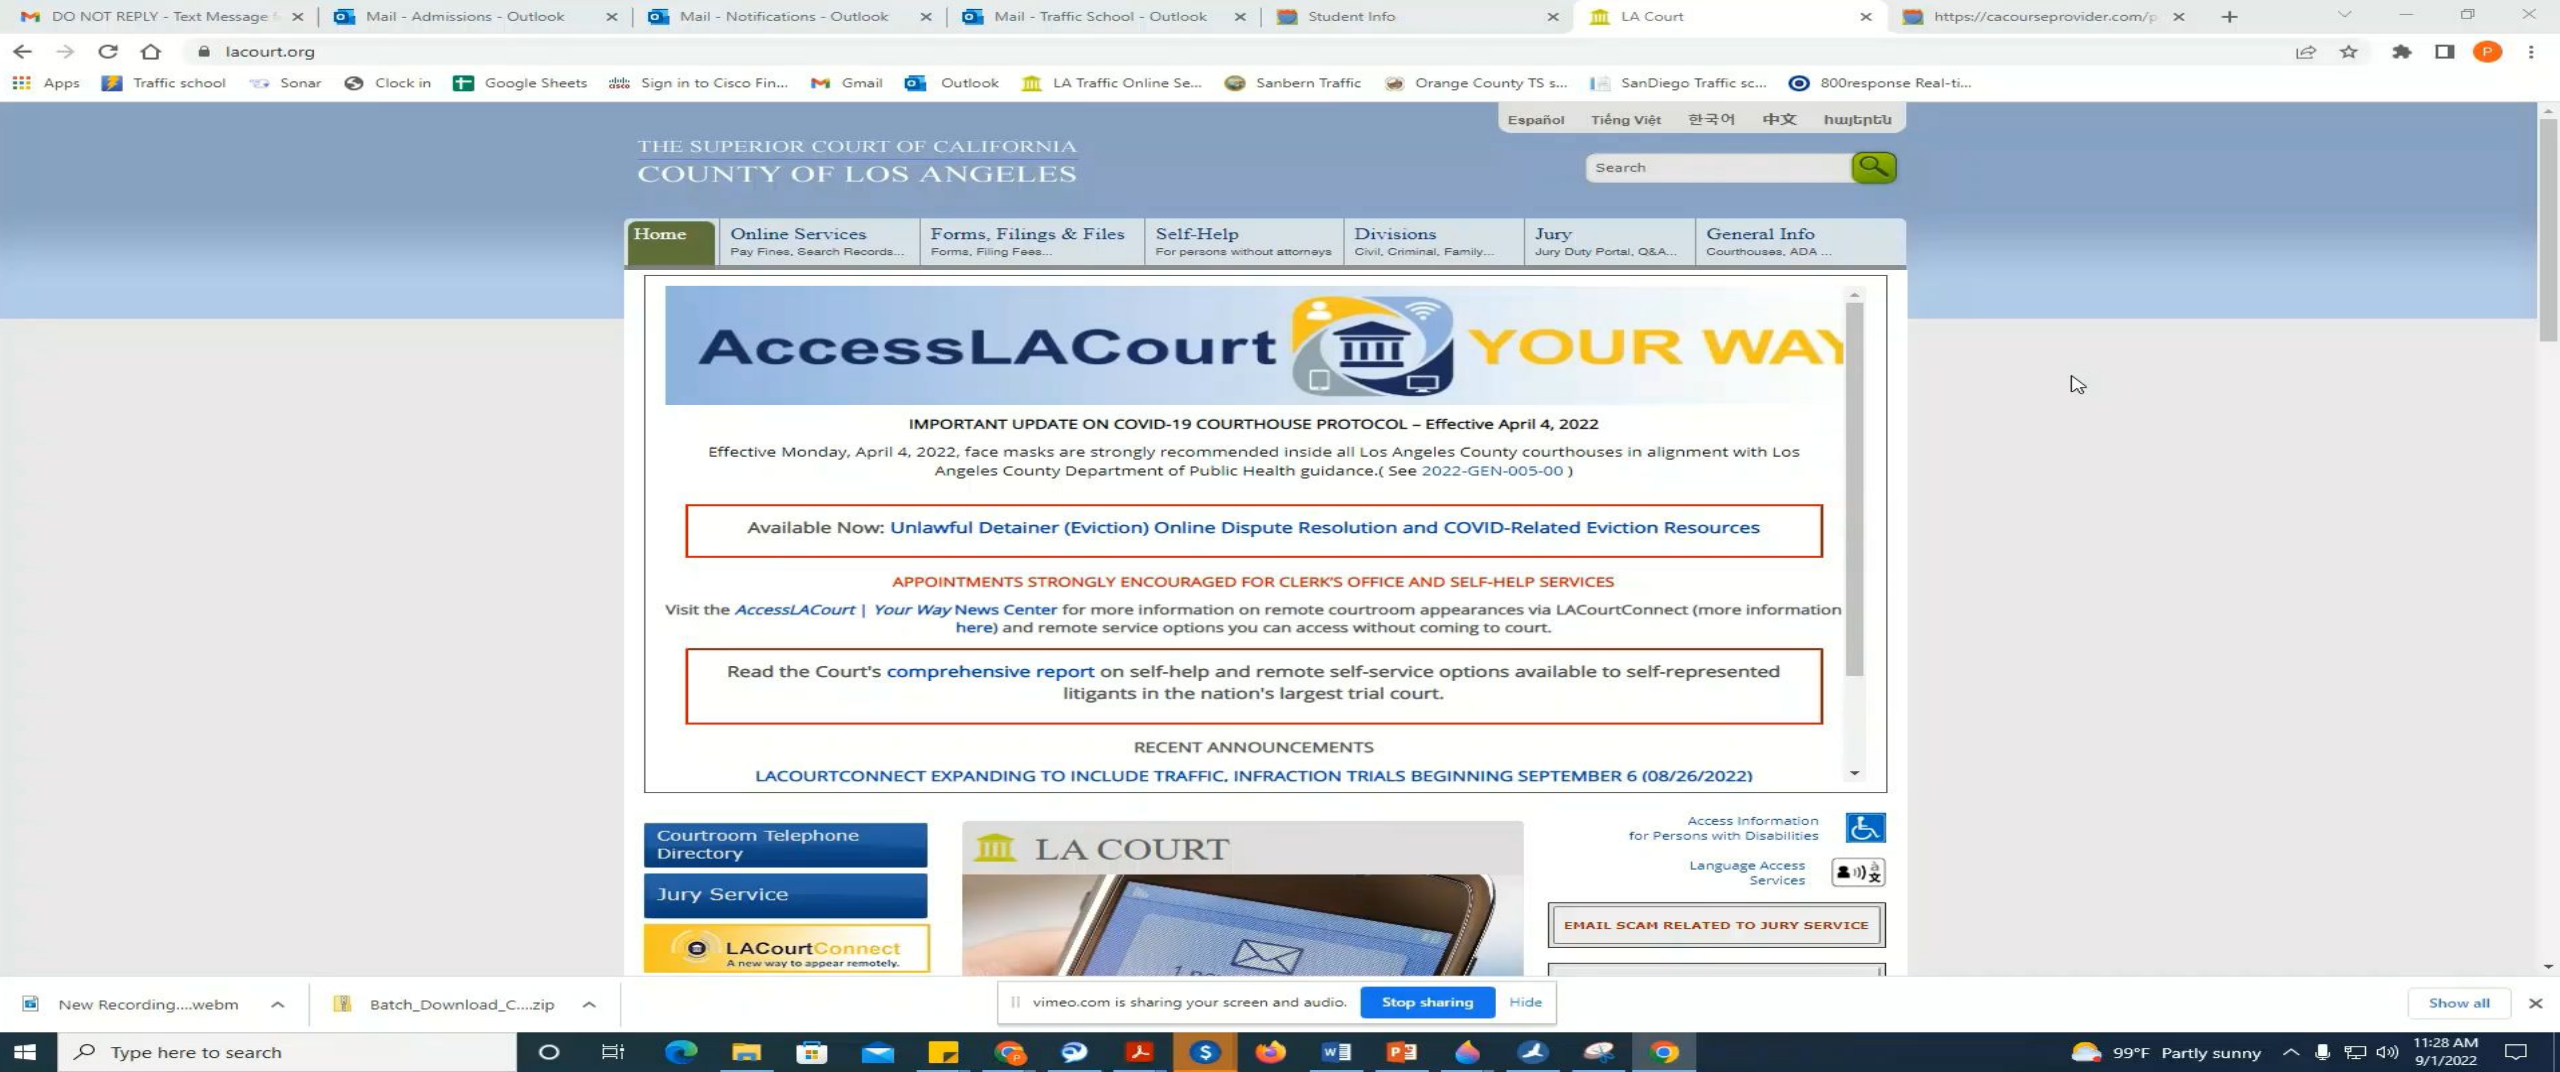 DO NOT REPLY - Text Message
Mail - Admissions - Outlook
Mail - Notifications - Outlook
Mail - Traffic School - Outlook
Student Info
LA Court
https://cacourseprovider.com/p
lacourt.org
P
Apps
Traffic school
Sonar
Clock in
Google Sheets
Sign in to Cisco Fin...
Gmail
Outlook
LA Traffic Online Se...
Sanbern Traffic
Orange County TS s...
SanDiego Traffic sc...
800response Real-ti...
Español Tiếng Việt 한국어 中文 հայերեն
THE SUPERIOR COURT OF CALIFORNIA
COUNTY OF LOS ANGELES
Search
Home
Online Services
Pay Fines, Search Records...
Forms, Filings & Files
Forms, Filing Fees...
Self-Help
For persons without attorneys
Divisions
Civil, Criminal, Family...
Jury
Jury Duty Portal, Q&A...
General Info
Courthouses, ADA ...
AccessLACourt YOUR WAY
IMPORTANT UPDATE ON COVID-19 COURTHOUSE PROTOCOL – Effective April 4, 2022
Effective Monday, April 4, 2022, face masks are strongly recommended inside all Los Angeles County courthouses in alignment with Los
Angeles County Department of Public Health guidance.( See 2022-GEN-005-00 )
Available Now: Unlawful Detainer (Eviction) Online Dispute Resolution and COVID-Related Eviction Resources
APPOINTMENTS STRONGLY ENCOURAGED FOR CLERK'S OFFICE AND SELF-HELP SERVICES
Visit the AccessLACourt | Your Way News Center for more information on remote courtroom appearances via LACourtConnect (more information
here) and remote service options you can access without coming to court.
Read the Court's comprehensive report on self-help and remote self-service options available to self-represented
litigants in the nation's largest trial court.
RECENT ANNOUNCEMENTS
LACOURTCONNECT EXPANDING TO INCLUDE TRAFFIC, INFRACTION TRIALS BEGINNING SEPTEMBER 6 (08/26/2022)
Courtroom Telephone
Directory
Jury Service
LACourtConnect
A new way to appear remotely.
LA COURT
Access Information
for Persons with Disabilities
Language Access
Services
EMAIL SCAM RELATED TO JURY SERVICE
New Recording....webm
Batch_Download_C....zip
vimeo.com is sharing your screen and audio.
Stop sharing
Hide
Show all
Type here to search
99°F Partly sunny
11:28 AM
9/1/2022